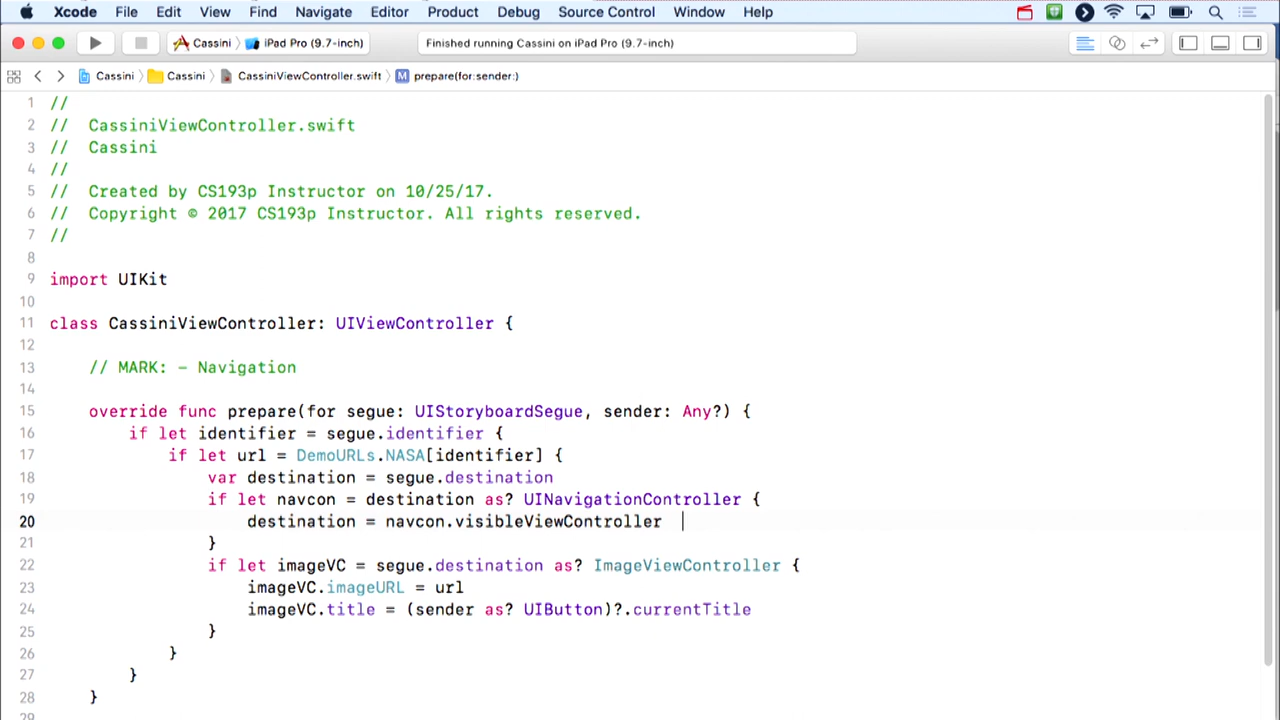 Xcode File Edit View Find Navigate Editor Product Debug Source Control Window Help
Cassini iPad Pro (9.7-inch) Finished running Cassini on iPad Pro (9.7-inch)
Cassini Cassini CassiniViewController.swift M prepare(for:sender:)
1 //
2 //  CassiniViewController.swift
3 //  Cassini
4 //
5 //  Created by CS193p Instructor on 10/25/17.
6 //  Copyright © 2017 CS193p Instructor. All rights reserved.
7 //
8
9 import UIKit
10
11 class CassiniViewController: UIViewController {
12
13     // MARK: - Navigation
14
15     override func prepare(for segue: UIStoryboardSegue, sender: Any?) {
16         if let identifier = segue.identifier {
17             if let url = DemoURLs.NASA[identifier] {
18                 var destination = segue.destination
19                 if let navcon = destination as? UINavigationController {
20                     destination = navcon.visibleViewController
21                 }
22                 if let imageVC = segue.destination as? ImageViewController {
23                     imageVC.imageURL = url
24                     imageVC.title = (sender as? UIButton)?.currentTitle
25                 }
26             }
27         }
28     }
29